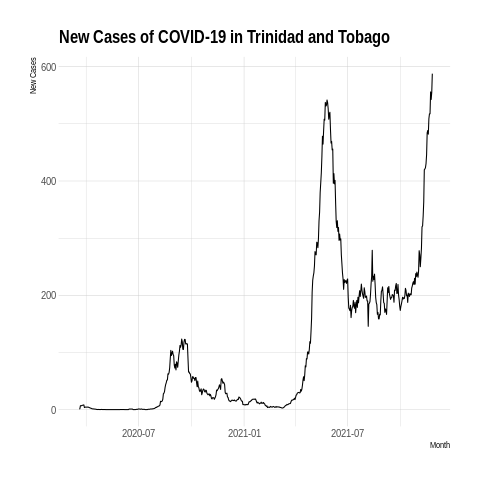 New Cases of COVID-19 in Trinidad and Tobago
New Cases
600
400
200
0
2020-07
2021-01
2021-07
Month